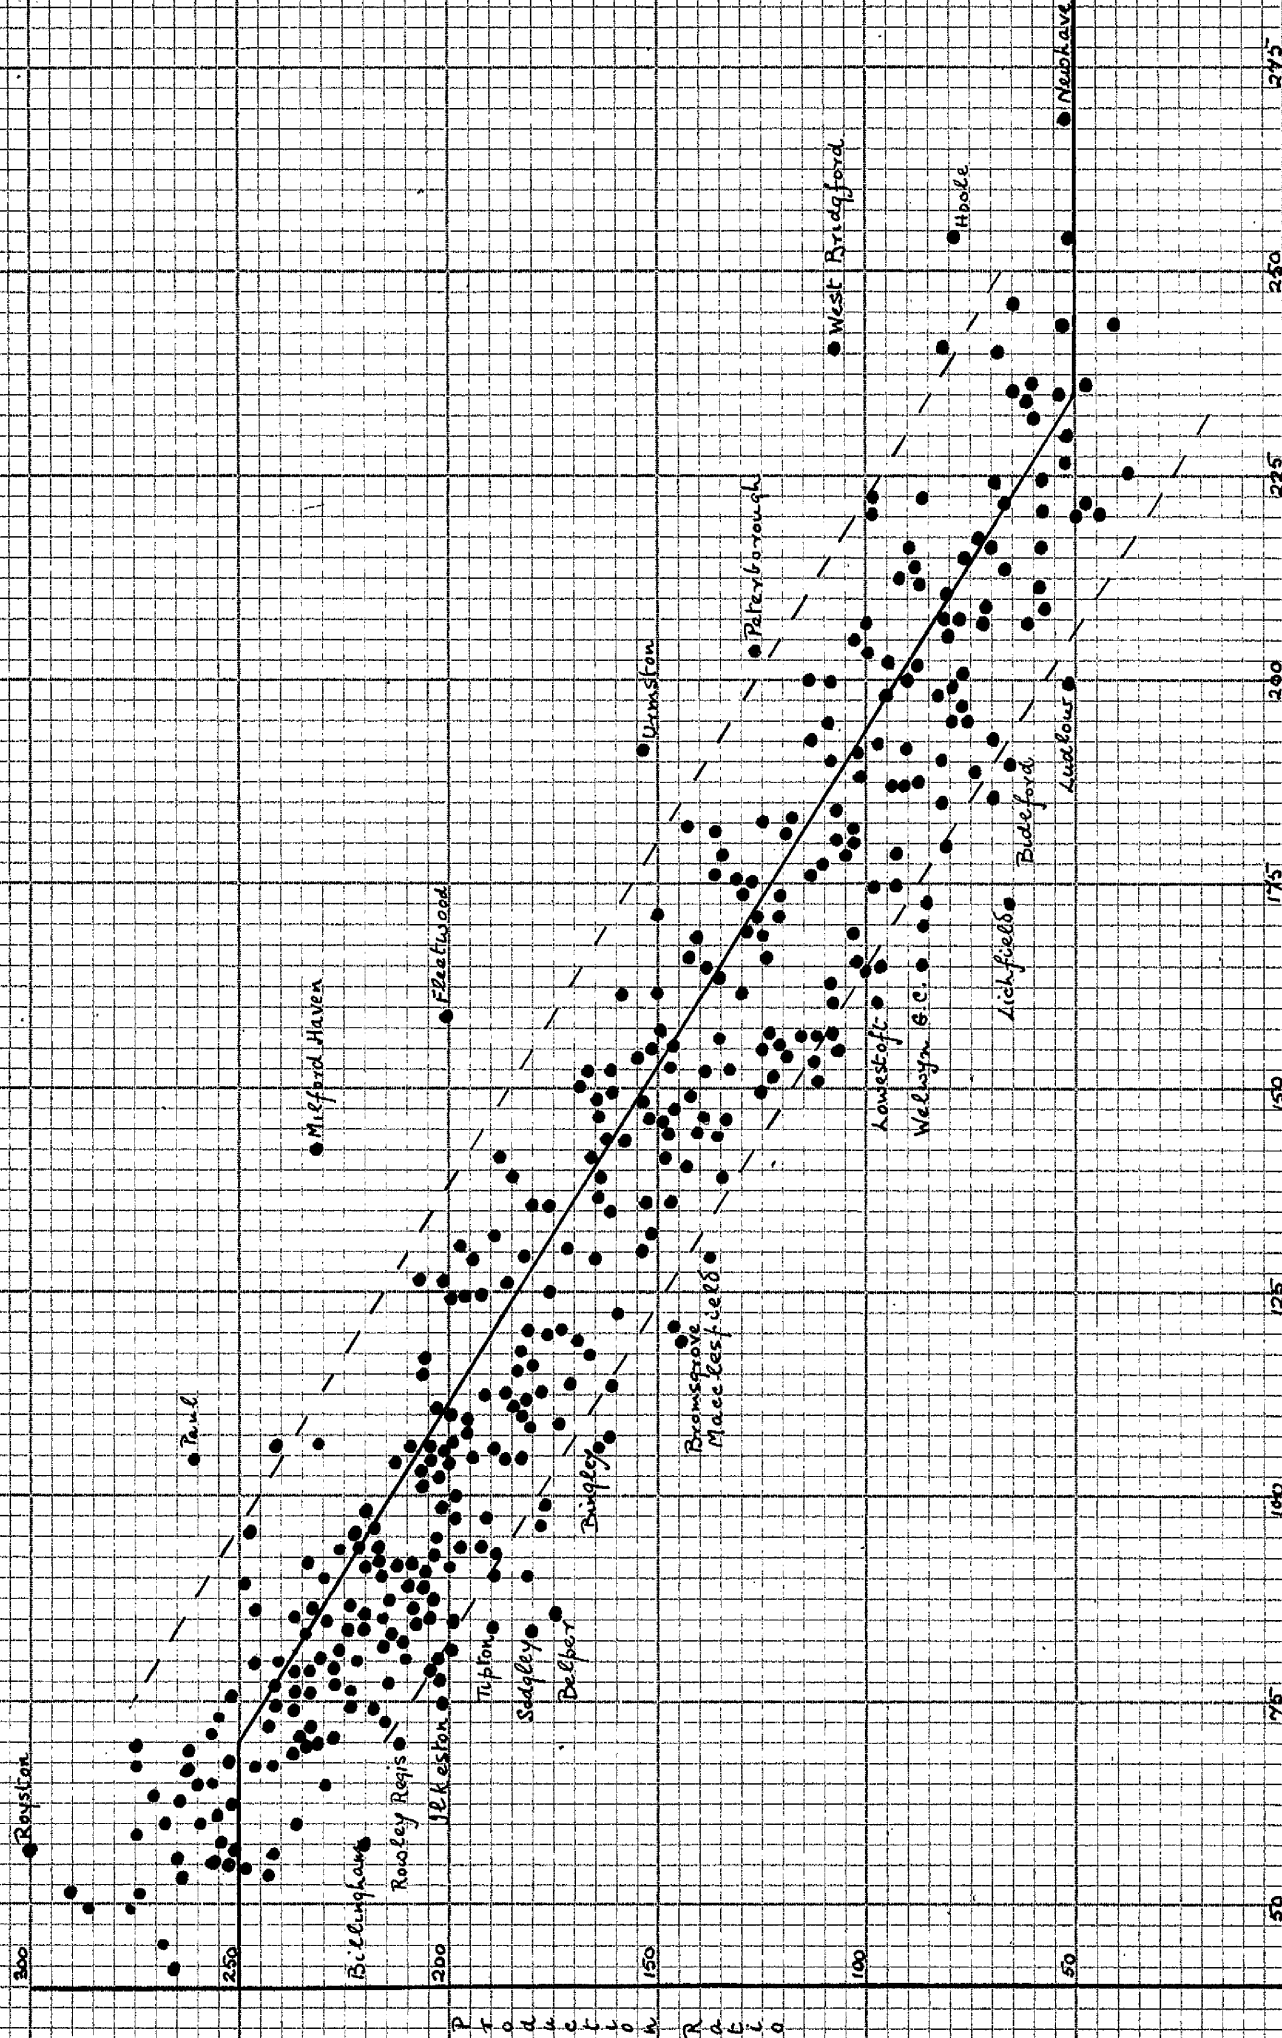 300
250
200
150
100
50
Production
Ratio
50
75
100
125
150
175
200
225
250
275
Royston
Billingham
Rowley Regis
Ilkeston
Tipton
Sedgley
Belper
Paul
Bingley
Bromsgrove
Macclesfield
Milford Haven
Fleetwood
Lowestoft
Welwyn G.C.
Lichfield
Bideford
Ludlow
Urmston
Peterborough
West Bridgford
Hoole
Newhave